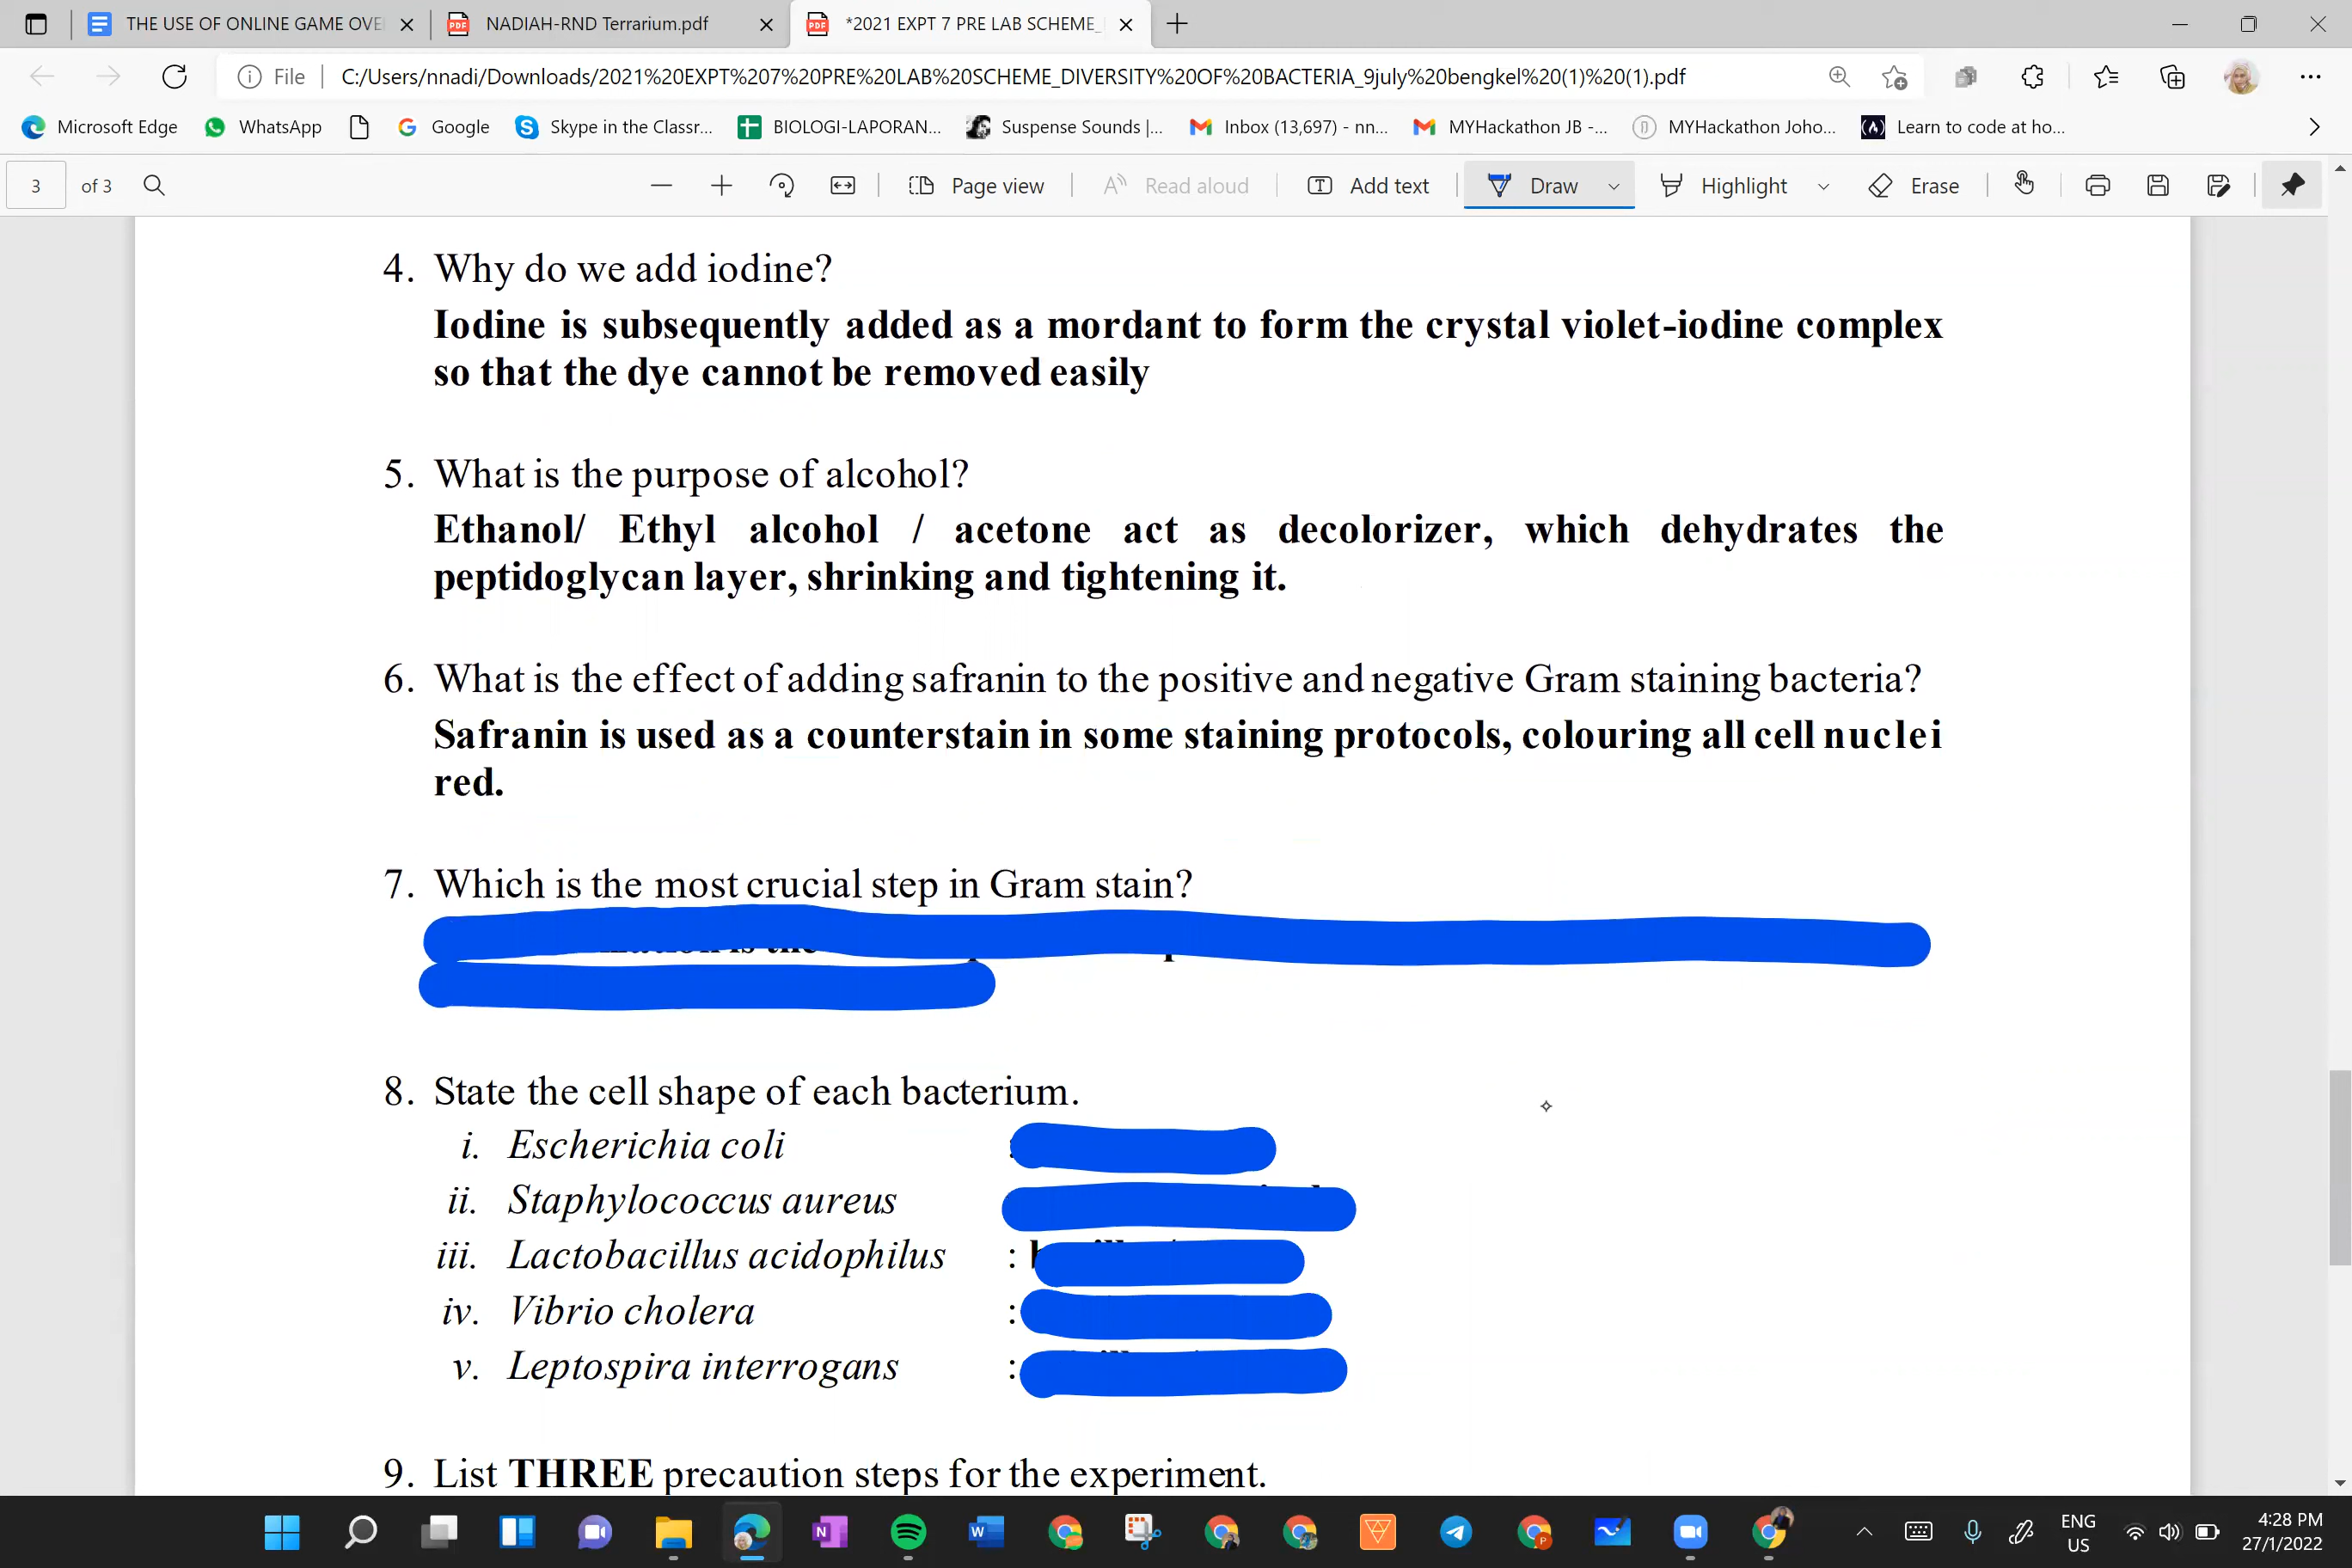 THE USE OF ONLINE GAME OVE
NADIAH-RND Terrarium.pdf
*2021 EXPT 7 PRE LAB SCHEME_
File
C:/Users/nnadi/Downloads/2021%20EXPT%207%20PRE%20LAB%20SCHEME_DIVERSITY%20OF%20BACTERIA_9july%20bengkel%20(1)%20(1).pdf
Microsoft Edge WhatsApp Google Skype in the Classr... BIOLOGI-LAPORAN... Suspense Sounds |... Inbox (13,697) - nn... MYHackathon JB -... MYHackathon Joho... Learn to code at ho...
3 of 3 Page view Read aloud Add text Draw Highlight Erase
4. Why do we add iodine?
Iodine is subsequently added as a mordant to form the crystal violet-iodine complex
so that the dye cannot be removed easily
5. What is the purpose of alcohol?
Ethanol/ Ethyl alcohol / acetone act as decolorizer, which dehydrates the
peptidoglycan layer, shrinking and tightening it.
6. What is the effect of adding safranin to the positive and negative Gram staining bacteria?
Safranin is used as a counterstain in some staining protocols, colouring all cell nuclei
red.
7. Which is the most crucial step in Gram stain?
is the
8. State the cell shape of each bacterium.
i. Escherichia coli :
ii. Staphylococcus aureus
iii. Lactobacillus acidophilus :
iv. Vibrio cholera :
v. Leptospira interrogans :
9. List THREE precaution steps for the experiment.
ENG
US
4:28 PM
27/1/2022